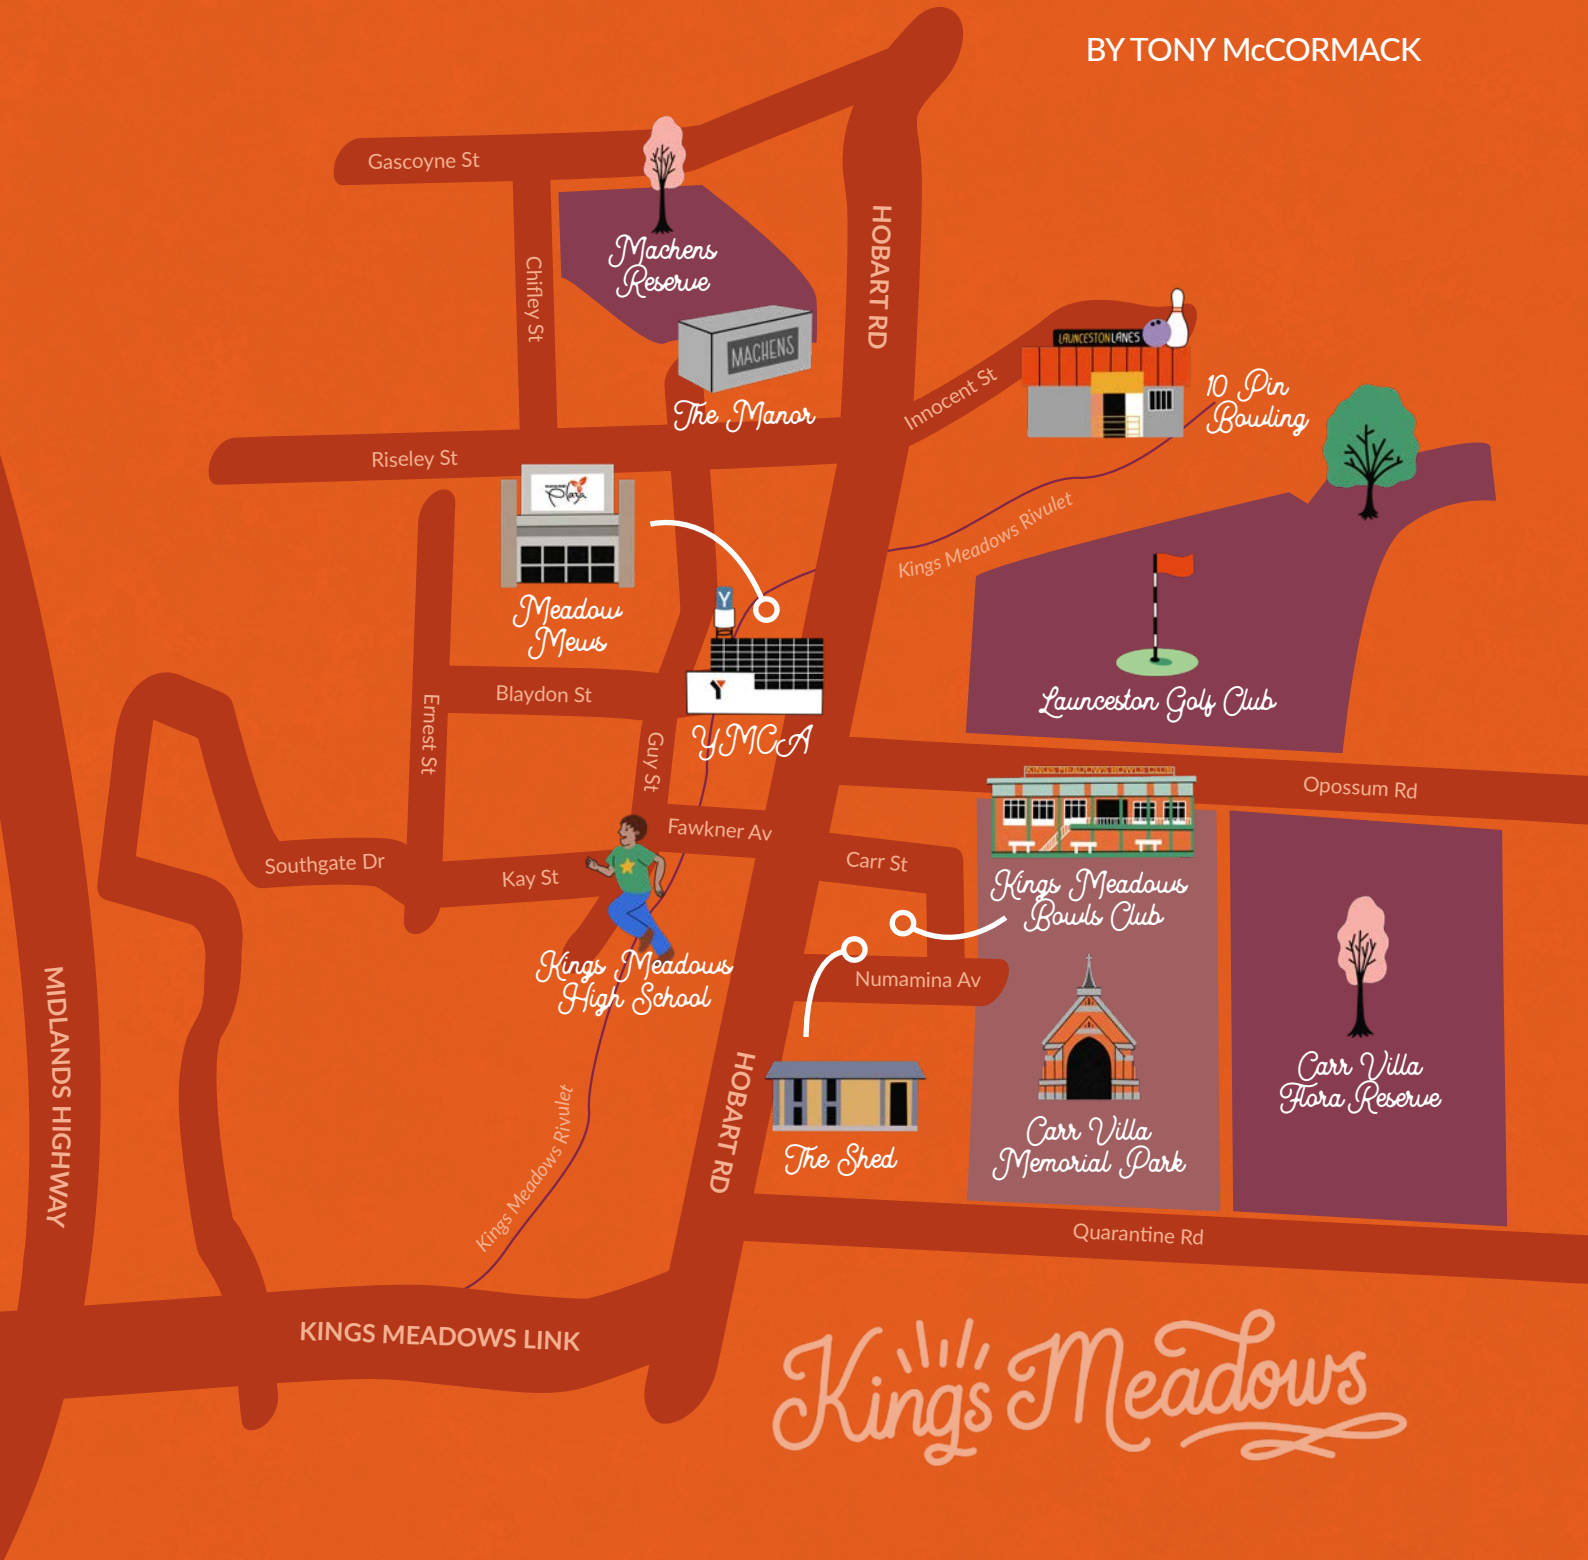 BY TONY McCORMACK
Gascoyne St
Machens
Reserve
Chifley St
HOBART RD
MACHENS
The Manor
LAUNCESTON LANES
Innocent St
10 Pin
Bowling
Riseley St
Plaza
Kings Meadows Rivulet
Meadow
Mews
Y
Y
YMCA
Launceston Golf Club
Ernest St
Blaydon St
Guy St
Opossum Rd
KINGS MEADOWS BOWLS CLUB
Fawkner Av
Carr St
Southgate Dr
Kay St
Kings Meadows
Bowls Club
Kings Meadows
High School
Numamina Av
MIDLANDS HIGHWAY
HOBART RD
Carr Villa
Flora Reserve
Kings Meadows Rivulet
The Shed
Carr Villa
Memorial Park
Quarantine Rd
KINGS MEADOWS LINK
Kings Meadows